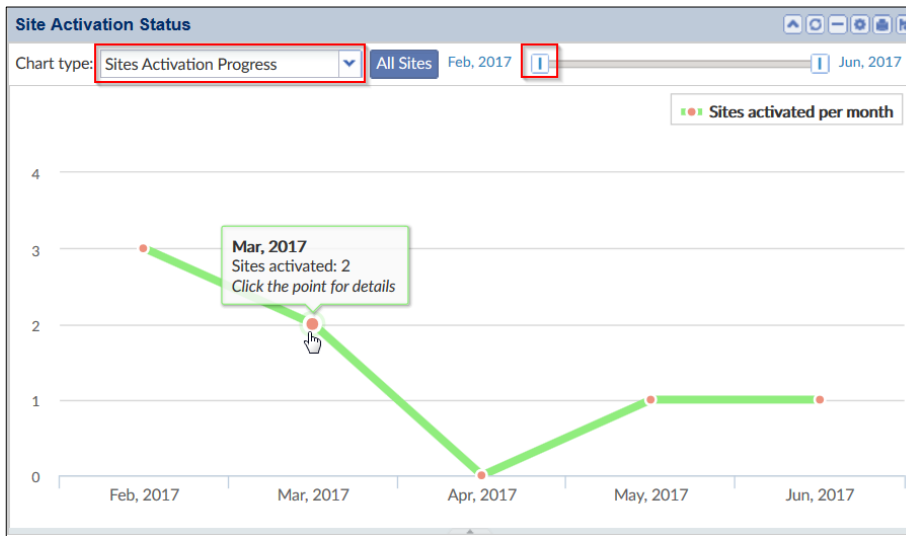 Site Activation Status
Chart type: Sites Activation Progress All Sites Feb, 2017 Jun, 2017
Sites activated per month
4
3
Mar, 2017
Sites activated: 2
Click the point for details
2
1
0
Feb, 2017 Mar, 2017 Apr, 2017 May, 2017 Jun, 2017